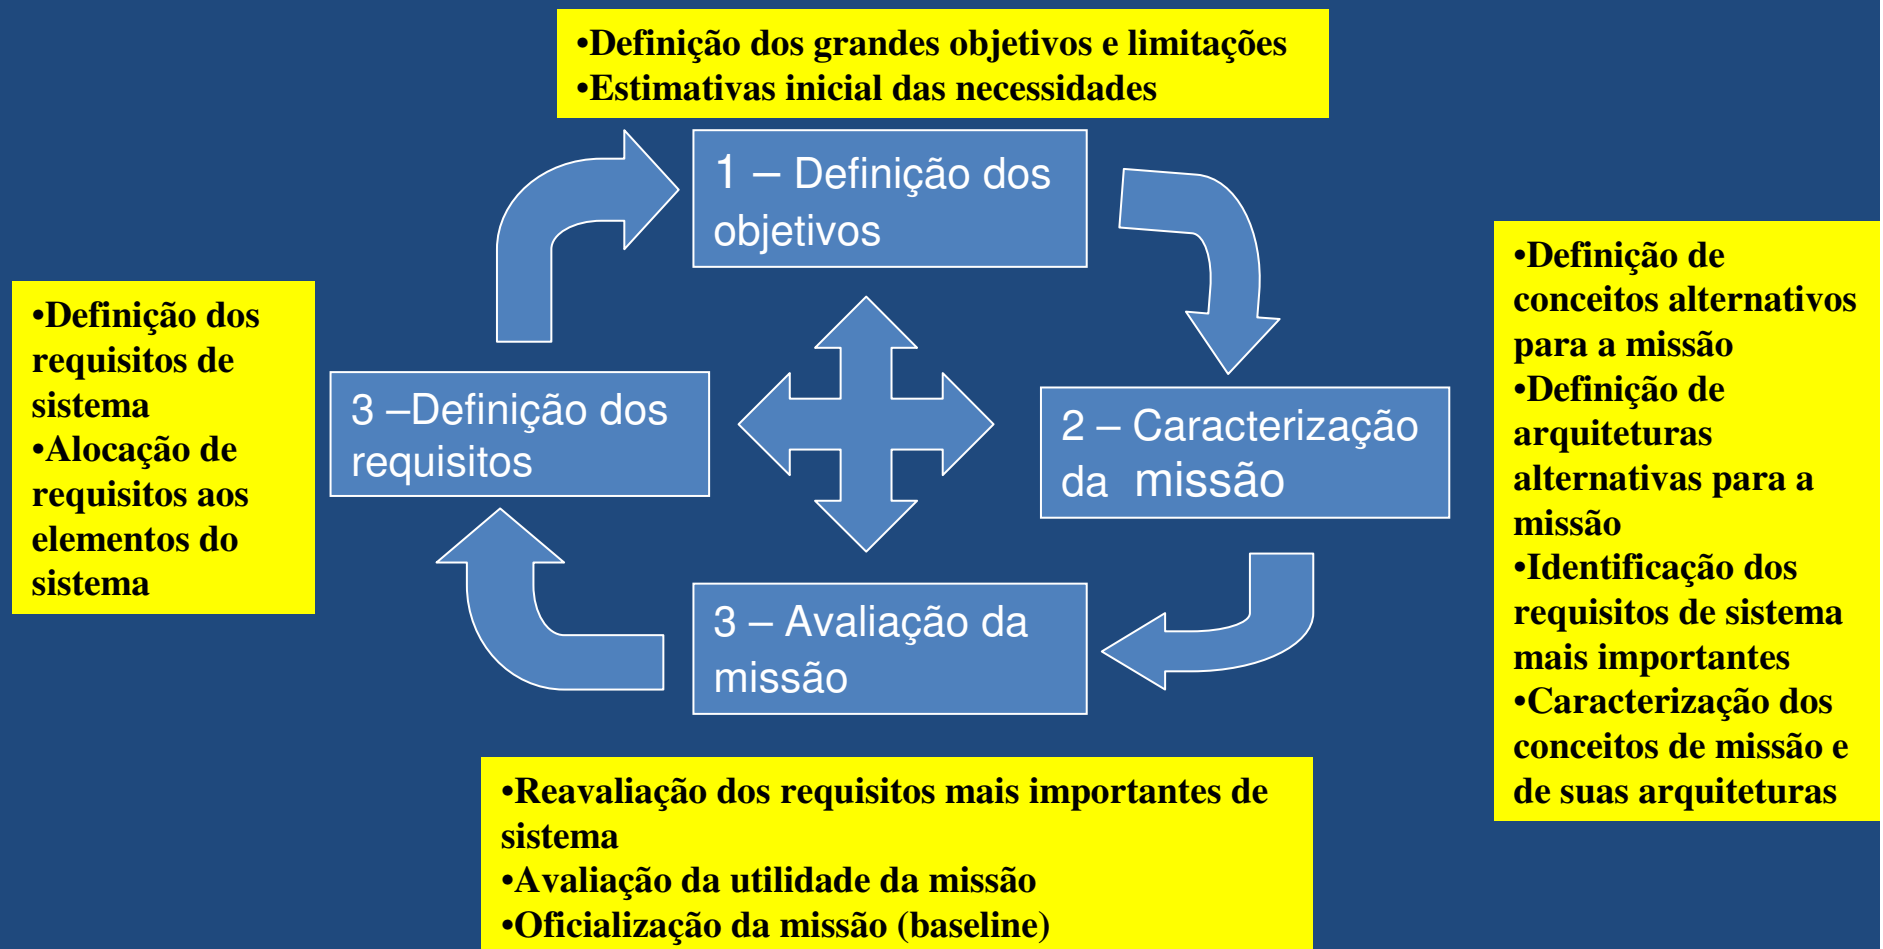 •Definição dos grandes objetivos e limitações
•Estimativas inicial das necessidades
1 – Definição dos
objetivos
•Definição de
conceitos alternativos
para a missão
•Definição de
arquiteturas
alternativas para a
missão
•Identificação dos
requisitos de sistema
mais importantes
•Caracterização dos
conceitos de missão e
de suas arquiteturas
•Definição dos
requisitos de
sistema
•Alocação de
requisitos aos
elementos do
sistema
3 –Definição dos
requisitos
2 – Caracterização
da missão
3 – Avaliação da
missão
•Reavaliação dos requisitos mais importantes de
sistema
•Avaliação da utilidade da missão
•Oficialização da missão (baseline)